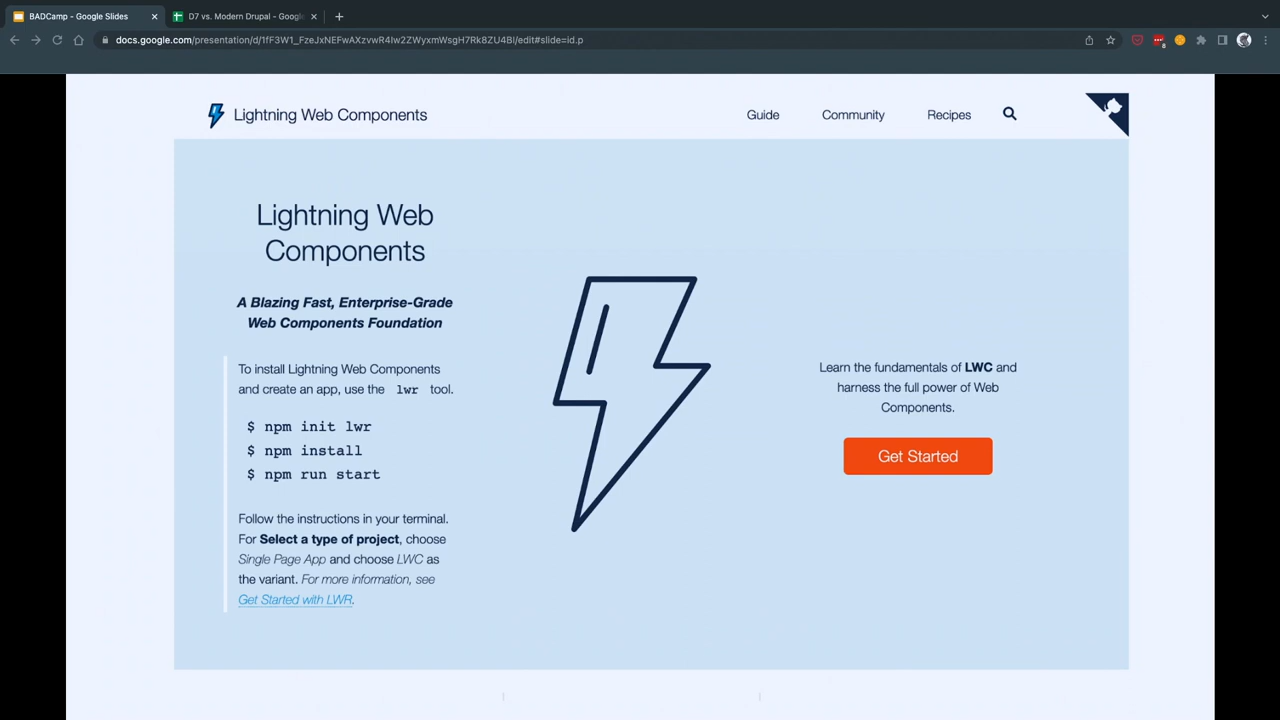 BADCamp - Google Slides
D7 vs. Modern Drupal - Google
docs.google.com/presentation/d/1fF3W1_FzeJxNEFwAXzvwR4Iw2ZWyxmWsgH7Rk8ZU4BI/edit#slide=id.p
8
Lightning Web Components
Guide
Community
Recipes
Lightning Web
Components
A Blazing Fast, Enterprise-Grade
Web Components Foundation
To install Lightning Web Components
and create an app, use the lwr tool.
$ npm init lwr
$ npm install
$ npm run start
Follow the instructions in your terminal.
For Select a type of project, choose
Single Page App and choose LWC as
the variant. For more information, see
Get Started with LWR.
Learn the fundamentals of LWC and
harness the full power of Web
Components.
Get Started